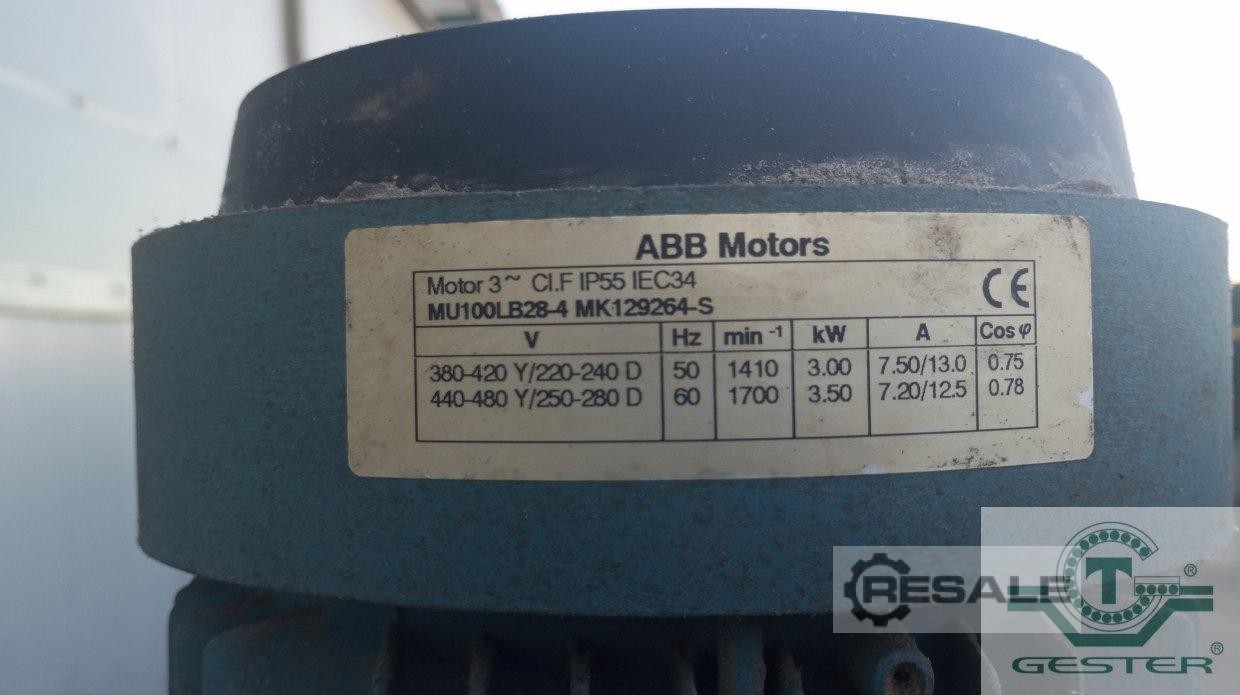 ABB Motors
Motor 3~ Cl.F IP55 IEC34 CE
MU100LB28-4 MK129264-S
V Hz min⁻¹ kW A Cos φ
380-420 Y/220-240 D 50 1410 3.00 7.50/13.0 0.75
440-480 Y/250-280 D 60 1700 3.50 7.20/12.5 0.78
RESALE
T ®
GESTER ®